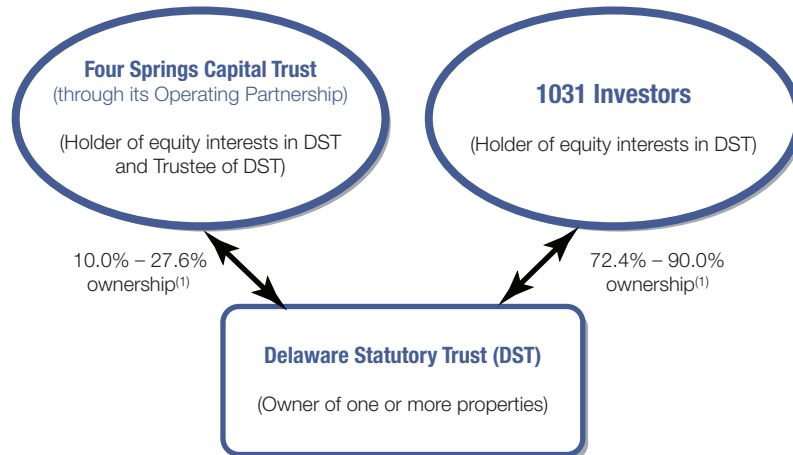 Four Springs Capital Trust
(through its Operating Partnership)
(Holder of equity interests in DST
and Trustee of DST)
1031 Investors
(Holder of equity interests in DST)
10.0% – 27.6%
ownership(1)
72.4% – 90.0%
ownership(1)
Delaware Statutory Trust (DST)
(Owner of one or more properties)